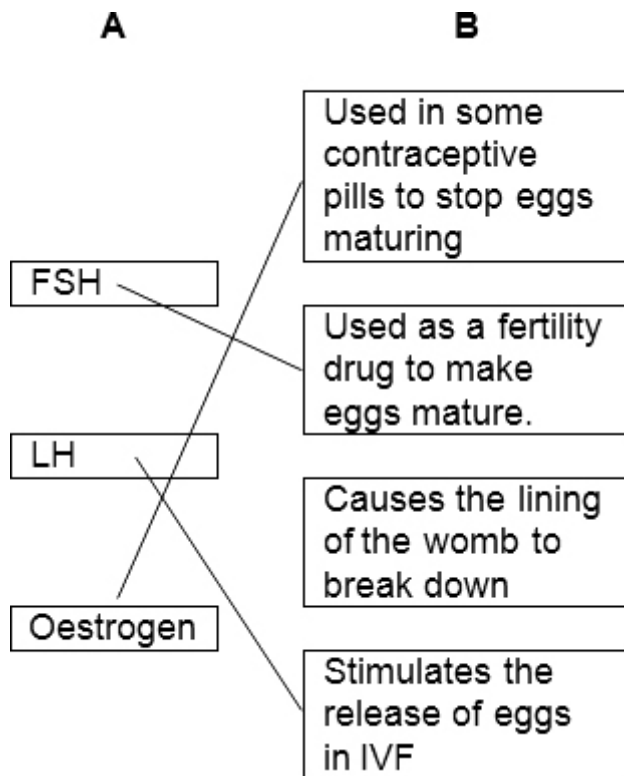 A
B
FSH
LH
Oestrogen
Used in some
contraceptive
pills to stop eggs
maturing
Used as a fertility
drug to make
eggs mature.
Causes the lining
of the womb to
break down
Stimulates the
release of eggs
in IVF